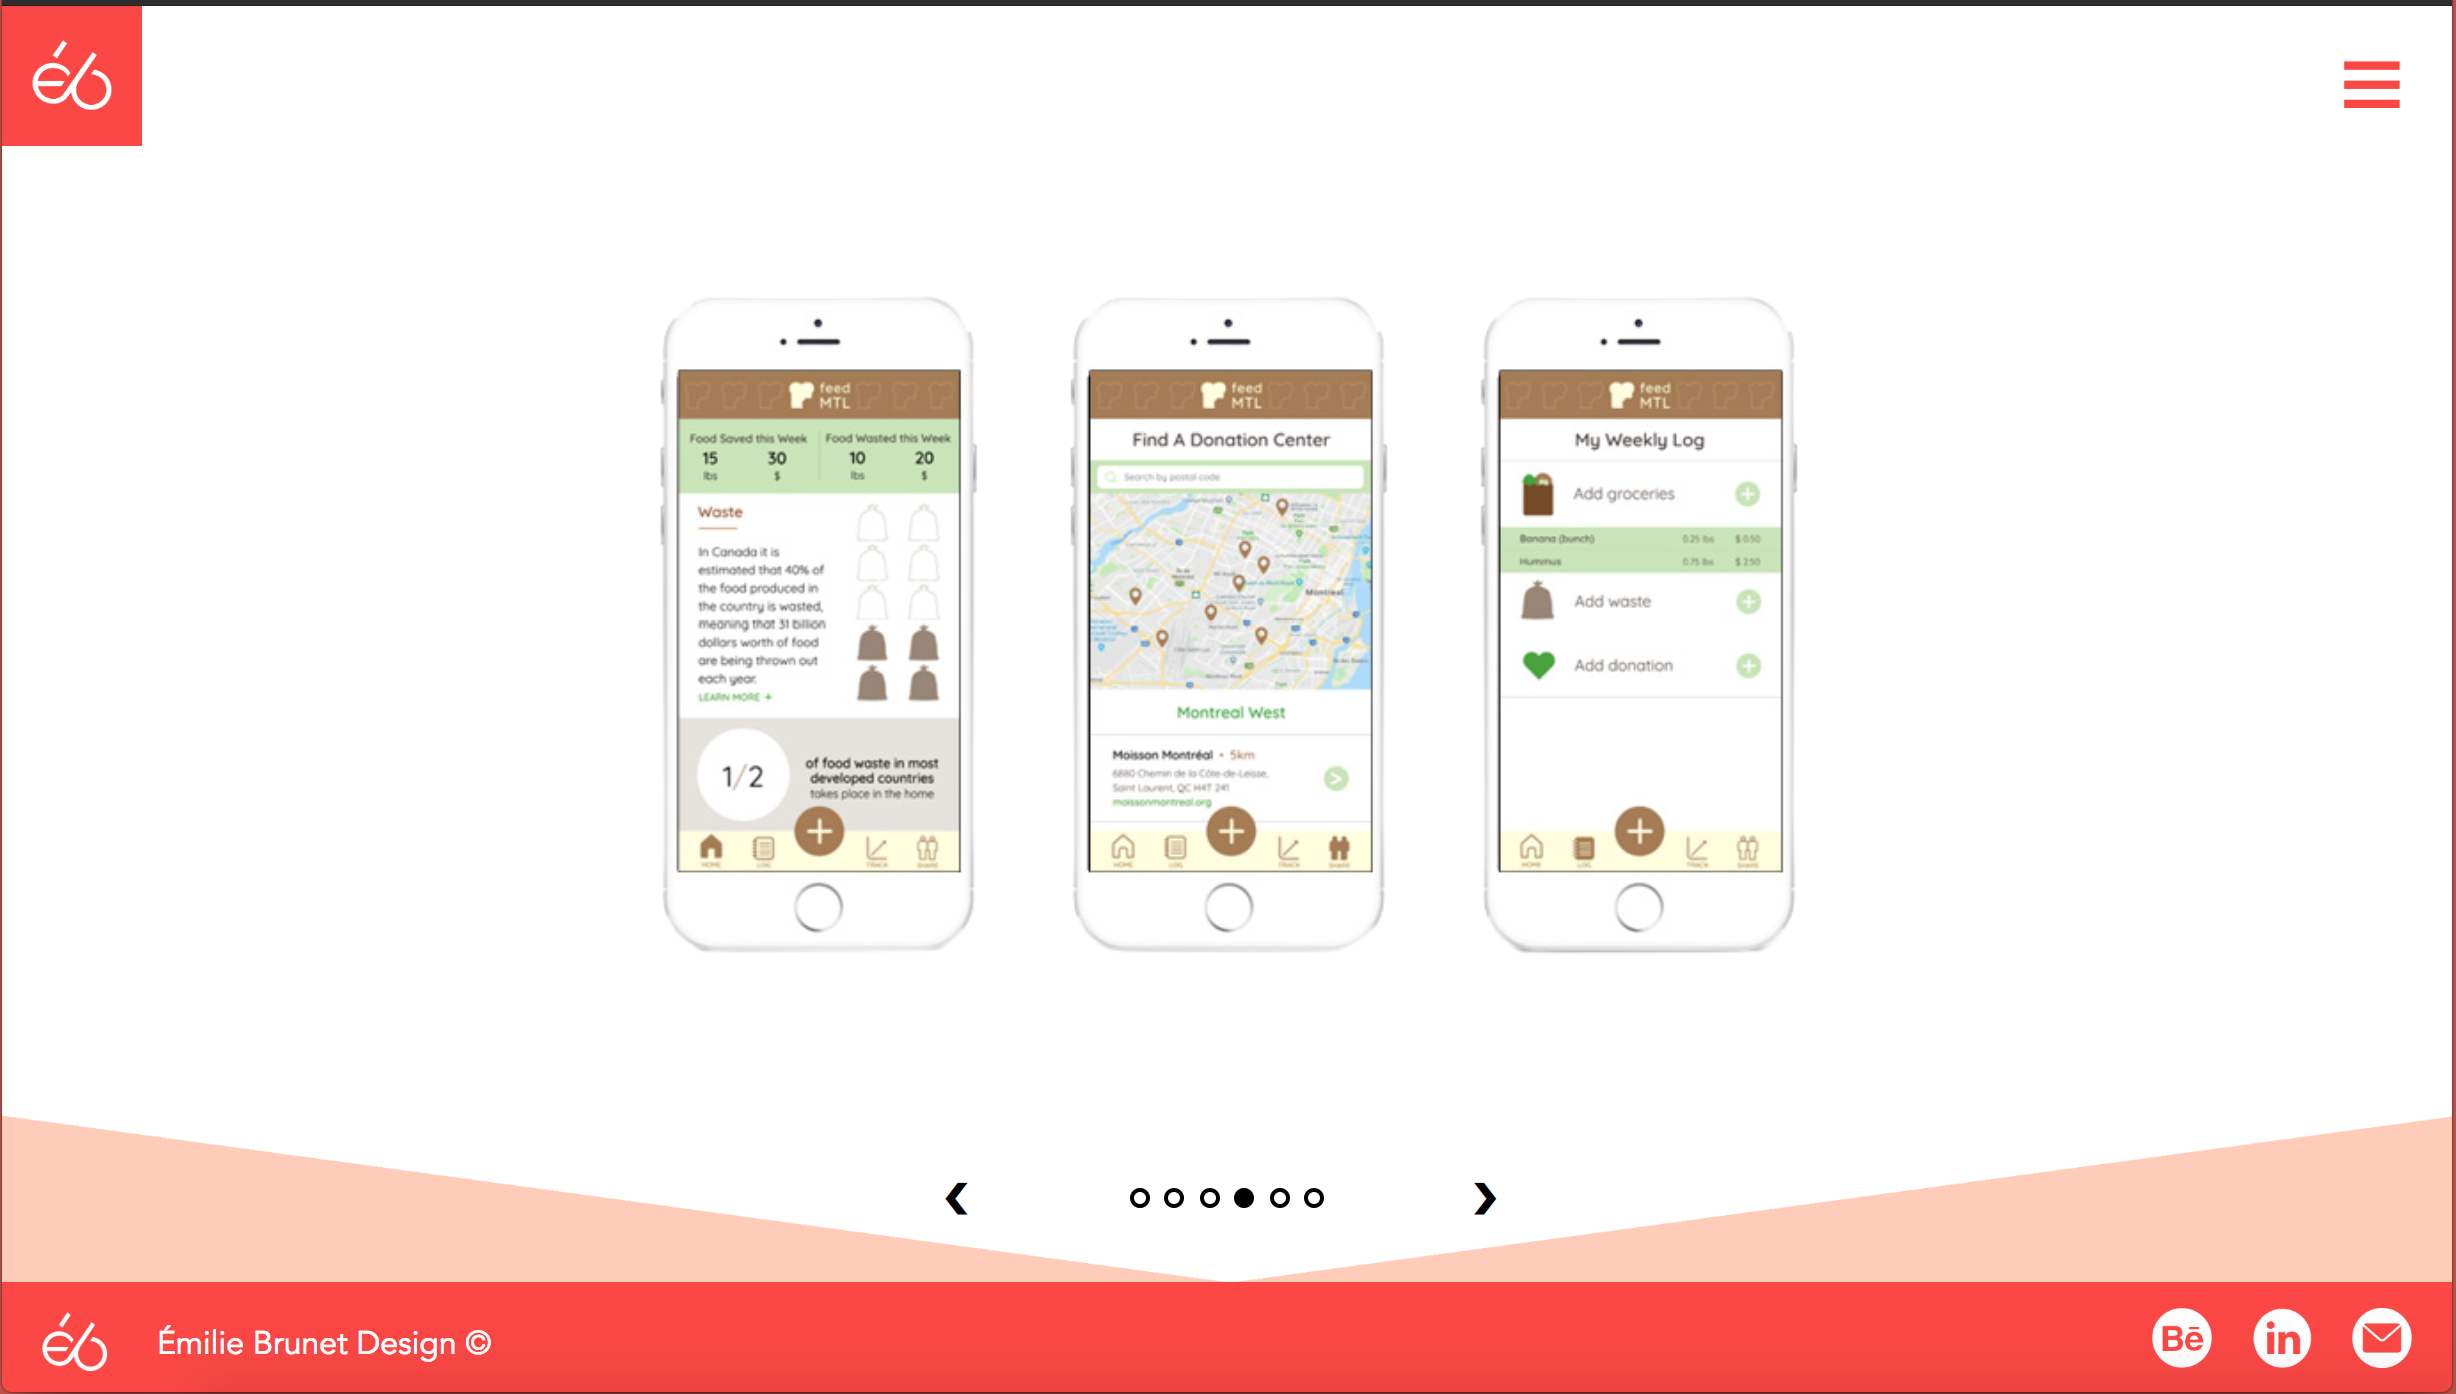 éb
feed
MTL
Food Saved this Week Food Wasted this Week
15 30 10 20
lbs $ lbs $
Waste
In Canada it is
estimated that 40% of
the food produced in
the country is wasted,
meaning that 31 billion
dollars worth of food
are being thrown out
each year.
LEARN MORE +
1/2
of food waste in most
developed countries
takes place in the home
HOME LOG TRACK SHARE
feed
MTL
Find A Donation Center
Search by postal code
Montreal
Montreal West
Moisson Montréal • 5km
6880 Chemin de la Côte-de-Leisse,
Saint Laurent, QC H4T 2A1
moissonmontreal.org
HOME LOG TRACK SHARE
feed
MTL
My Weekly Log
Add groceries
Banana (bunch) 0.25 lbs $ 0.50
Hummus 0.75 lbs $ 2.50
Add waste
Add donation
HOME LOG TRACK SHARE
éb Émilie Brunet Design © Bē in